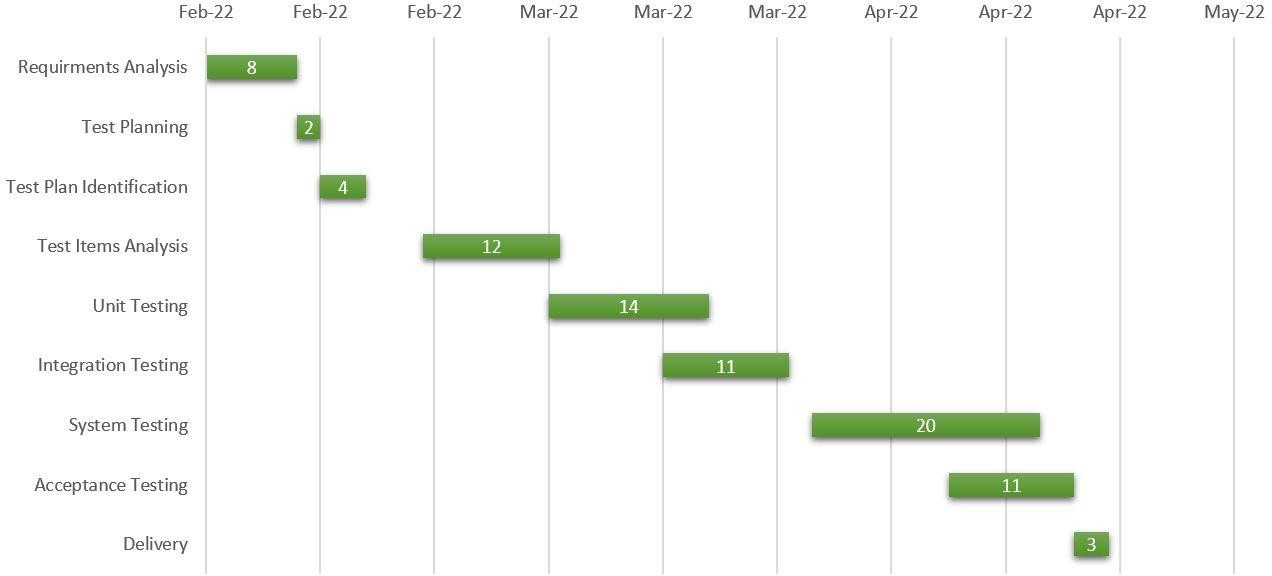 Feb-22 Feb-22 Feb-22 Mar-22 Mar-22 Mar-22 Apr-22 Apr-22 Apr-22 May-22
Requirments Analysis 8
Test Planning 2
Test Plan Identification 4
Test Items Analysis 12
Unit Testing 14
Integration Testing 11
System Testing 20
Acceptance Testing 11
Delivery 3